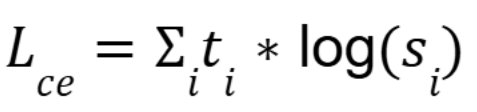 L_ce = Σ_i t_i * log(s_i)